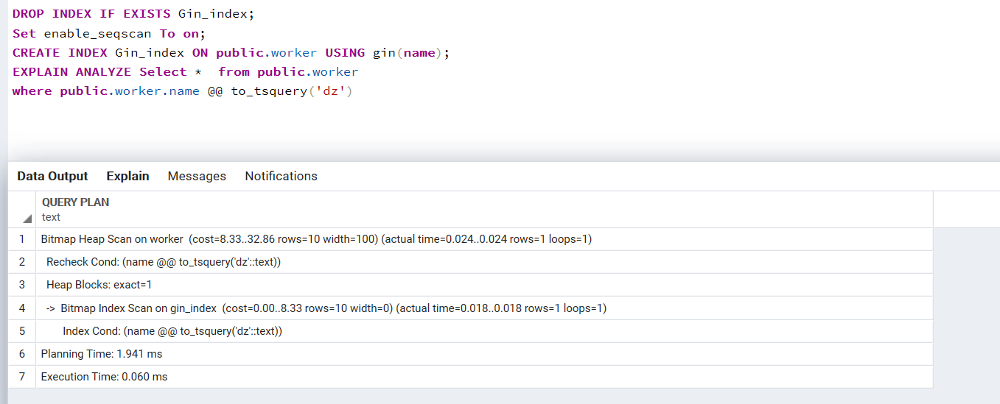 DROP INDEX IF EXISTS Gin_index;
Set enable_seqscan To on;
CREATE INDEX Gin_index ON public.worker USING gin(name);
EXPLAIN ANALYZE Select *  from public.worker
where public.worker.name @@ to_tsquery('dz')
Data Output Explain Messages Notifications
QUERY PLAN
text
1 Bitmap Heap Scan on worker (cost=8.33..32.86 rows=10 width=100) (actual time=0.024..0.024 rows=1 loops=1)
2 Recheck Cond: (name @@ to_tsquery('dz'::text))
3 Heap Blocks: exact=1
4 -> Bitmap Index Scan on gin_index (cost=0.00..8.33 rows=10 width=0) (actual time=0.018..0.018 rows=1 loops=1)
5 Index Cond: (name @@ to_tsquery('dz'::text))
6 Planning Time: 1.941 ms
7 Execution Time: 0.060 ms